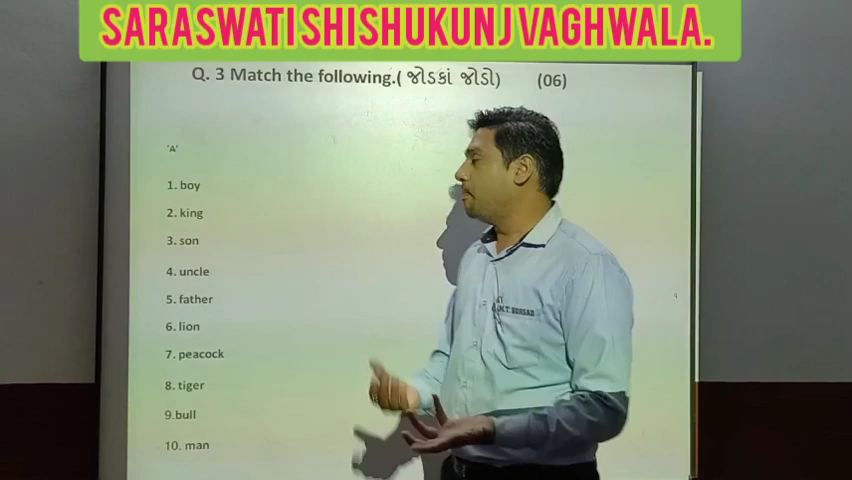 SARASWATI SHISHUKUNJ VAGHWALA.
Q. 3 Match the following.( જોડકાં જોડો) (06)
'A'
1. boy
2. king
3. son
4. uncle
5. father
6. lion
7. peacock
8. tiger
9.bull
10. man